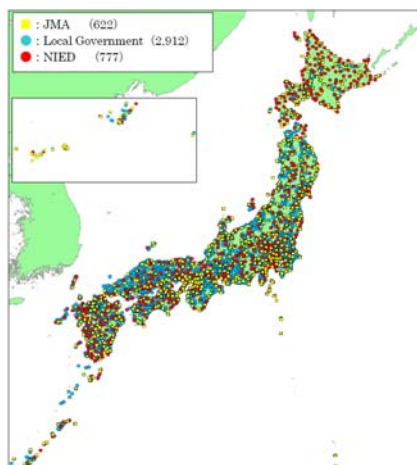 : JMA (622)
: Local Government (2.912)
: NIED (777)